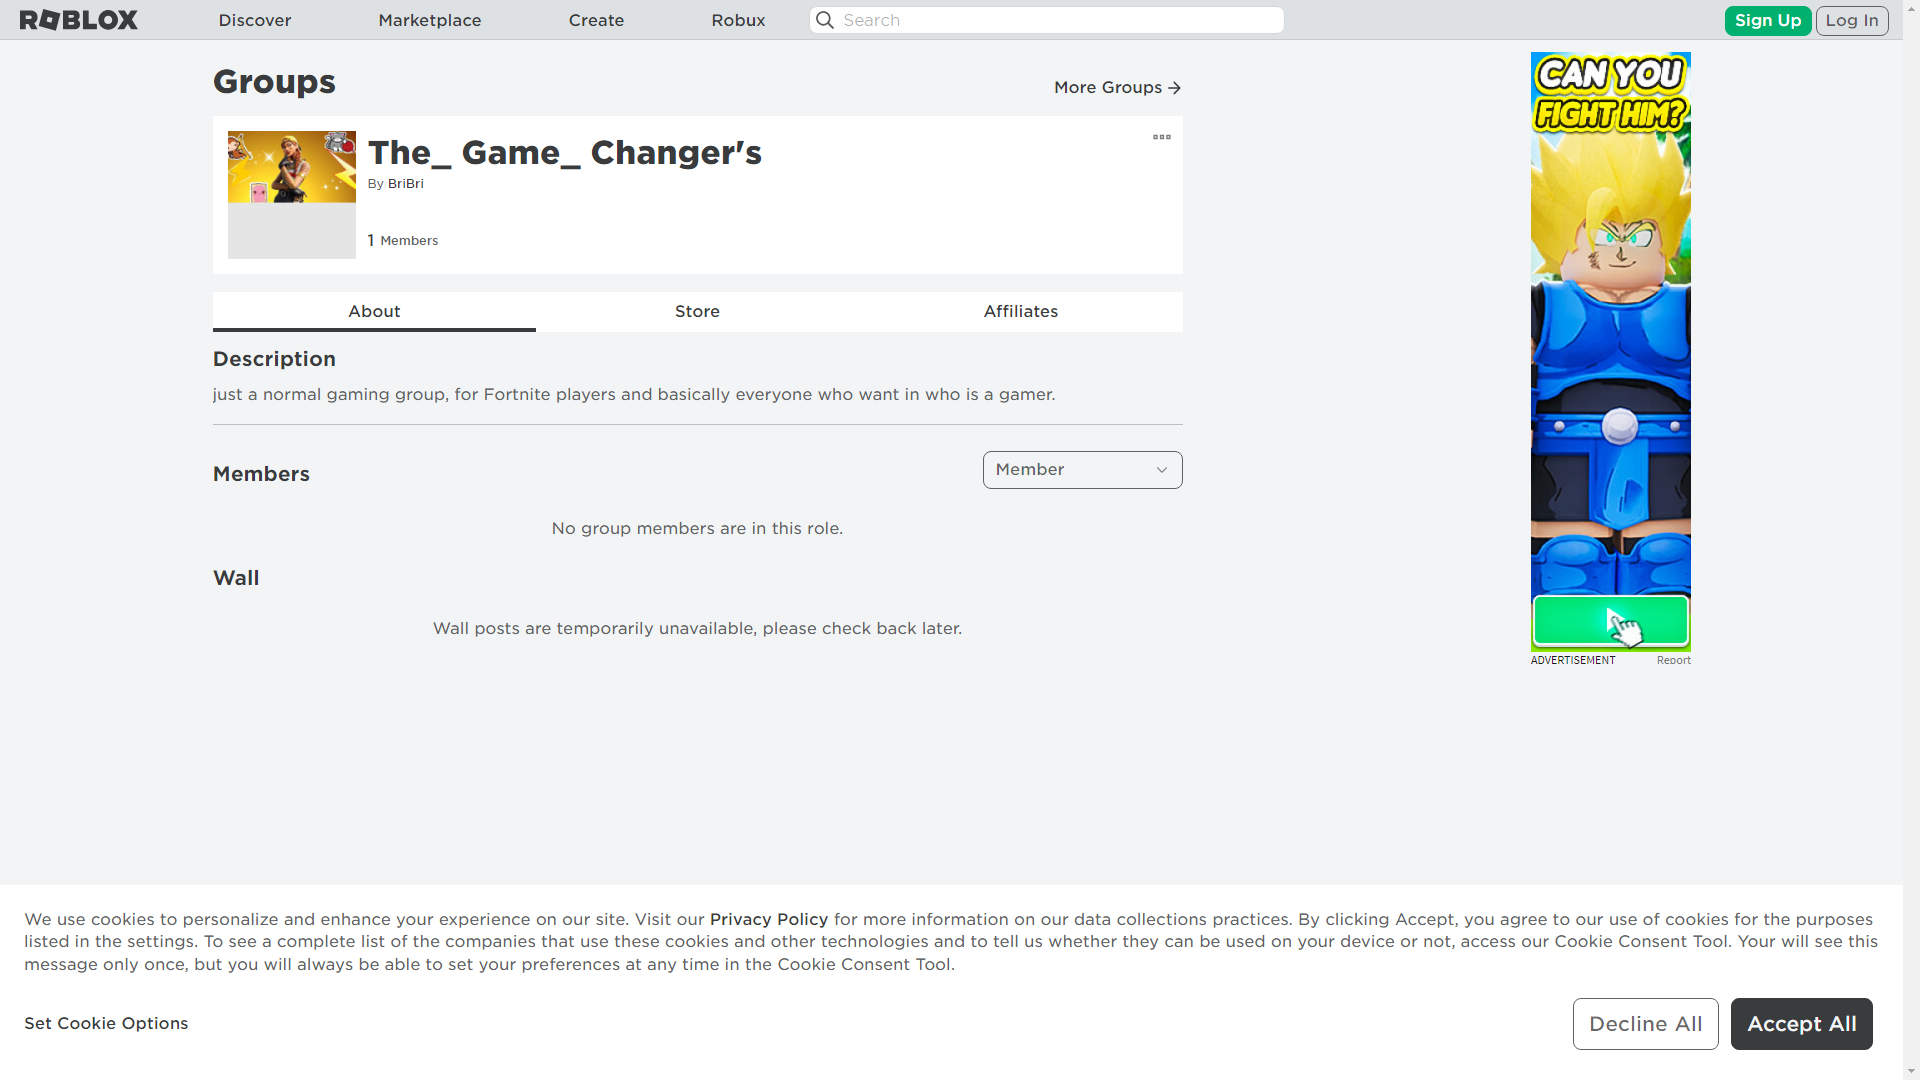 ROBLOX
Discover
Marketplace
Create
Robux
Search
Sign Up
Log In
Groups
More Groups
The_ Game_ Changer's
By BriBri
1 Members
About
Store
Affiliates
Description
just a normal gaming group, for Fortnite players and basically everyone who want in who is a gamer.
Members
Member
No group members are in this role.
Wall
Wall posts are temporarily unavailable, please check back later.
CAN YOU
FIGHT HIM?
ADVERTISEMENT
Report
We use cookies to personalize and enhance your experience on our site. Visit our Privacy Policy for more information on our data collections practices. By clicking Accept, you agree to our use of cookies for the purposes
listed in the settings. To see a complete list of the companies that use these cookies and other technologies and to tell us whether they can be used on your device or not, access our Cookie Consent Tool. Your will see this
message only once, but you will always be able to set your preferences at any time in the Cookie Consent Tool.
Set Cookie Options
Decline All
Accept All